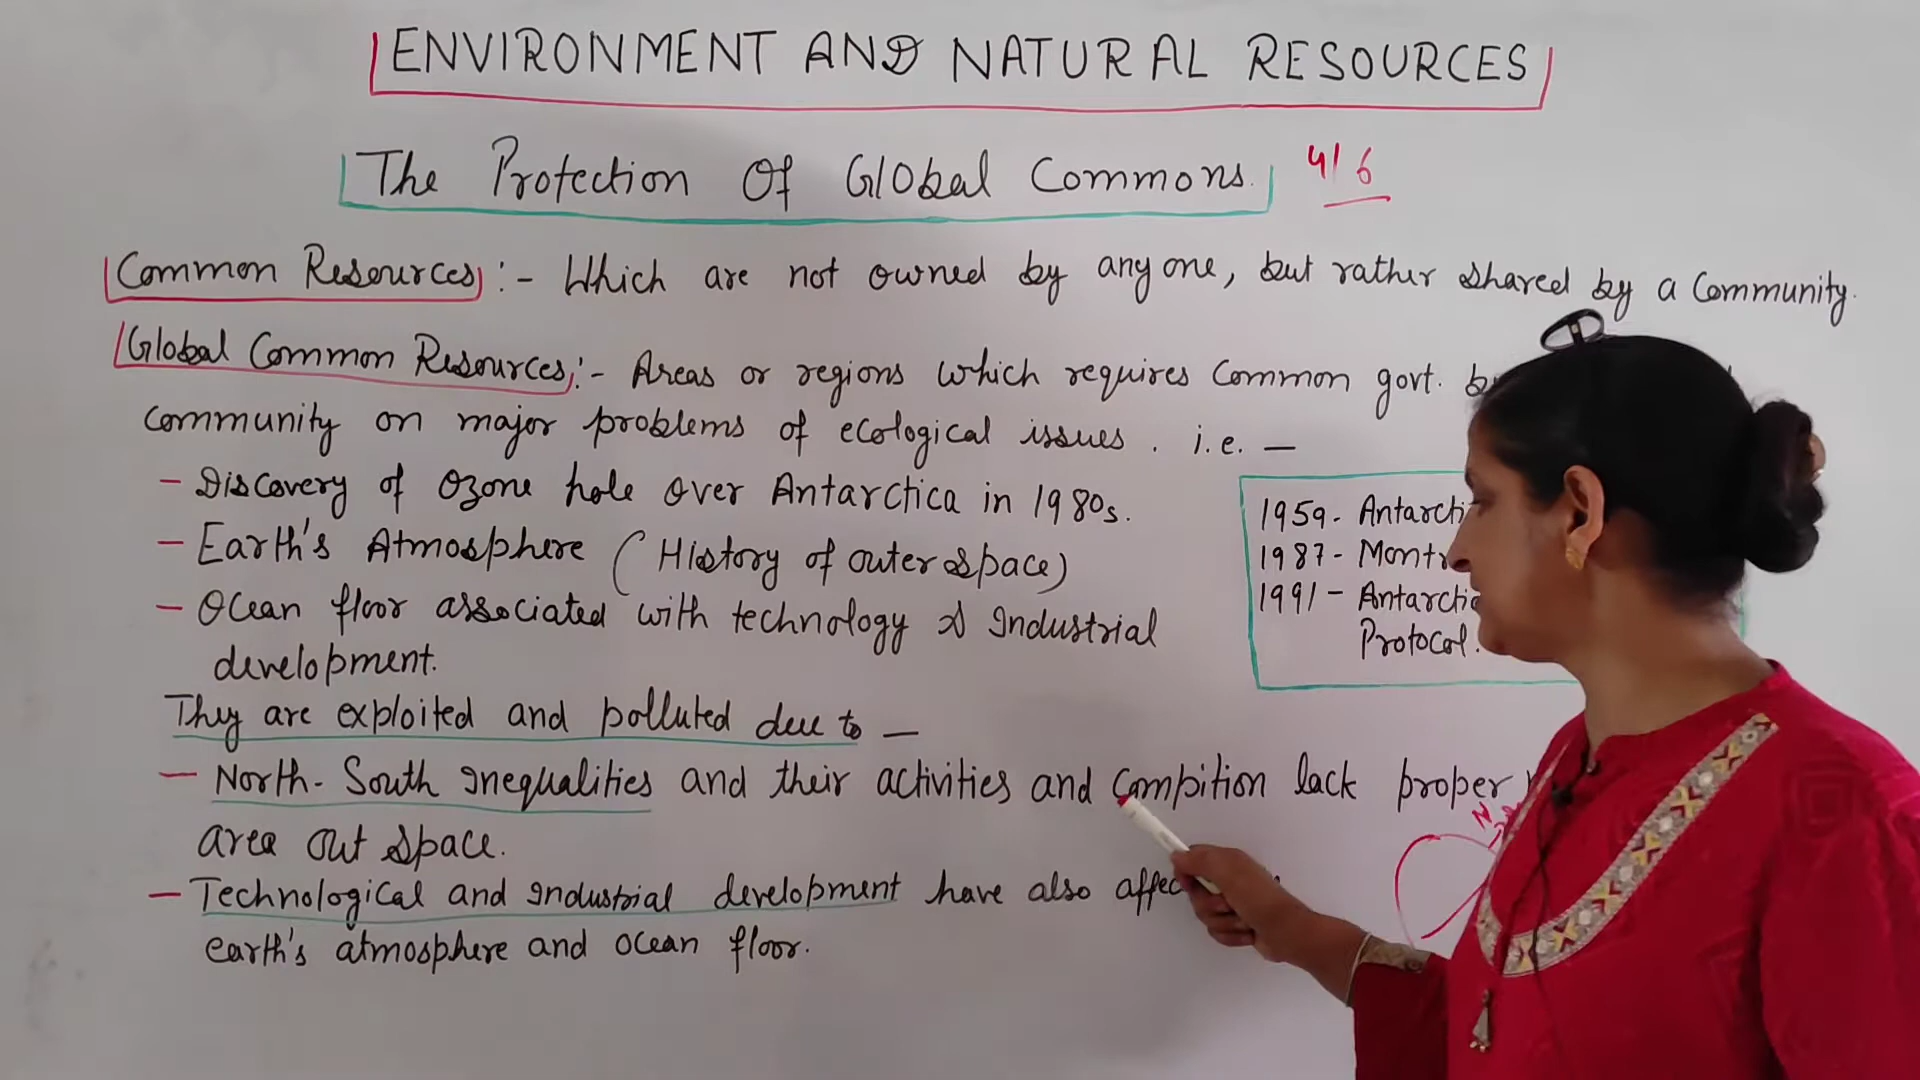 ENVIRONMENT AND NATURAL RESOURCES
The Protection Of Global Commons. 4/6
Common Resources :- Which are not owned by anyone, but rather shared by a Community.
Global Common Resources :- Areas or regions which requires Common govt.
Community on major problems of ecological issues. i.e. —
- Discovery of Ozone hole Over Antarctica in 1980s.
- Earth's Atmosphere (History of outer space)
- Ocean floor associated with technology & Industrial
development.
1959 - Antarcti
1987 - Montr
1991 - Antarctic
Protocol.
They are exploited and polluted due to —
- North-South Inequalities and their activities and Compition lack proper
area out space.
- Technological and Industrial development have also affec
earth's atmosphere and ocean floor.